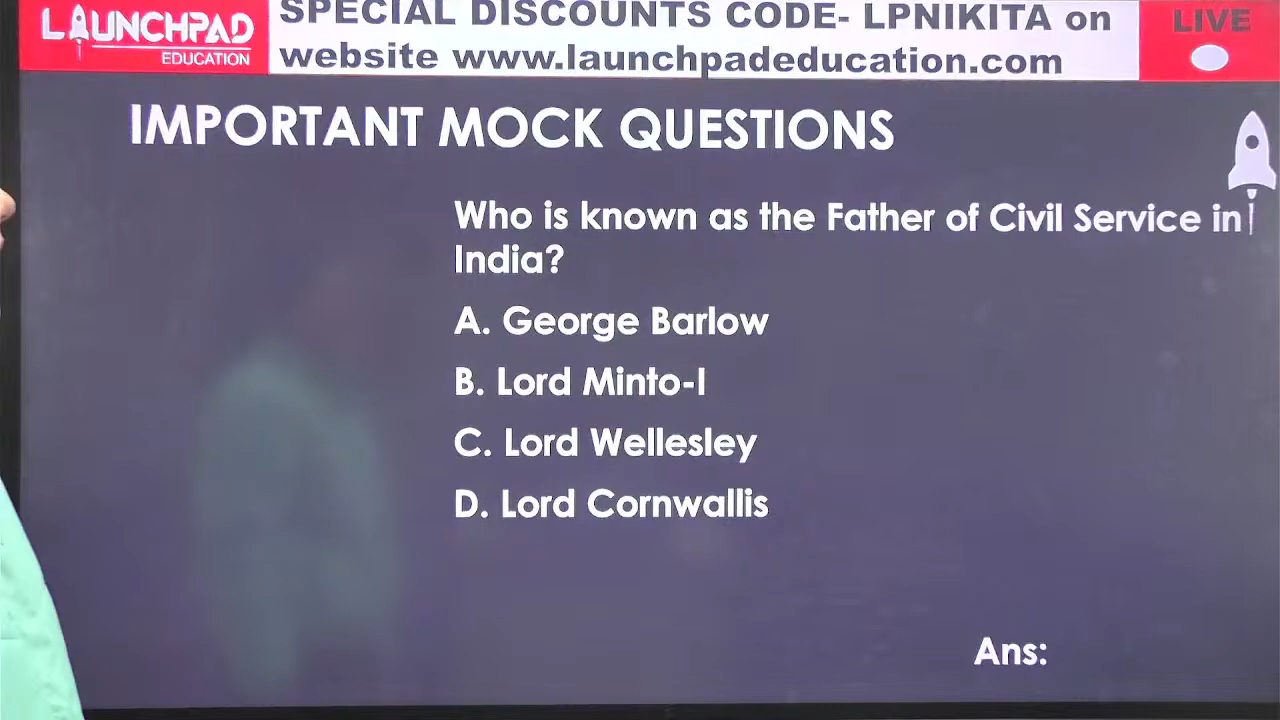 LAUNCHPAD
EDUCATION
SPECIAL DISCOUNTS CODE- LPNIKITA on
website www.launchpadeducation.com
LIVE
IMPORTANT MOCK QUESTIONS
Who is known as the Father of Civil Service in
India?
A. George Barlow
B. Lord Minto-I
C. Lord Wellesley
D. Lord Cornwallis
Ans: